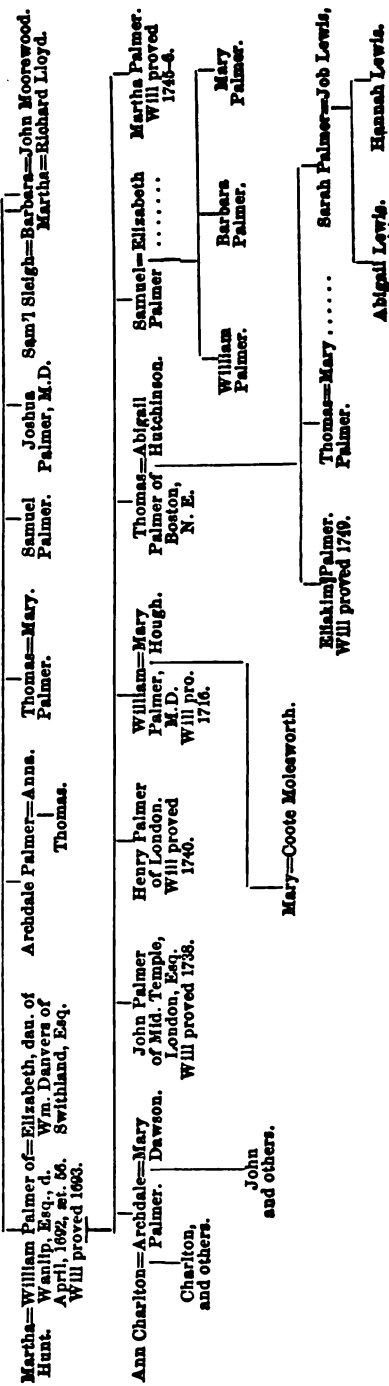 Martha=William Palmer of=Elizabeth, dau. of
Hunt. Wanlip, Esq., d. Wm. Danvers of
April, 1692, æt. 56. Swithland, Esq.
Will proved 1693.
Archdale Palmer=Anna.
Thomas.
Thomas=Mary.
Palmer.
Samuel
Palmer.
Joshua
Palmer, M.D.
Sam'l Sleigh=Barbara=John Moorewood.
Martha=Richard Lloyd.
Ann Charlton=Archdale=Mary
Palmer. Dawson.
Charlton,
and others.
John
and others.
John Palmer
of Mid. Temple,
London, Esq.
Will proved 1738.
Henry Palmer
of London.
Will proved
1740.
William=Mary
Palmer, Hough.
M.D.
Will pro.
1716.
Mary=Coote Molesworth.
Thomas=Abigail
Palmer of Hutchinson.
Boston,
N. E.
Samuel=Elizabeth
Palmer .......
Martha Palmer.
Will proved
1745-6.
William
Palmer.
Barbara
Palmer.
Mary
Palmer.
Eliakim Palmer.
Will proved 1749.
Thomas=Mary ......
Palmer.
Sarah Palmer=Job Lewis,
Abigail Lewis.
Hannah Lewis.